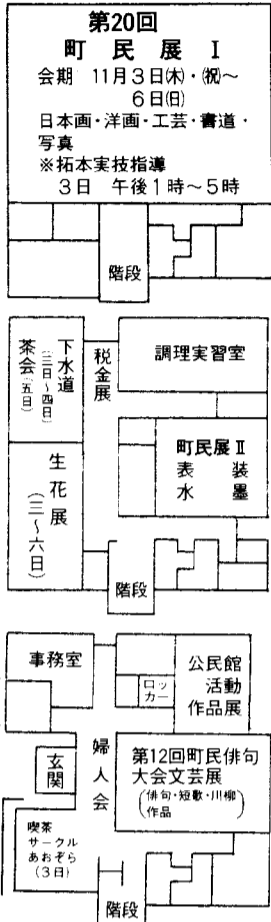 第20回
町民展 I
会期 11月3日(木)・(祝)～
6日(日)
日本画・洋画・工芸・書道・
写真
※拓本実技指導
3日 午後1時～5時
階段
下水道
(三日～四日)
茶会(五日)
税金展
調理実習室
生花展
(三～六日)
町民展II
表装
水墨
階段
事務室
ロッ
カー
公民館
活動
作品展
玄関
婦人会
第12回町民俳句
大会文芸展
(俳句・短歌・川柳
作品)
喫茶
サークル
あおぞら
(3日)
階段